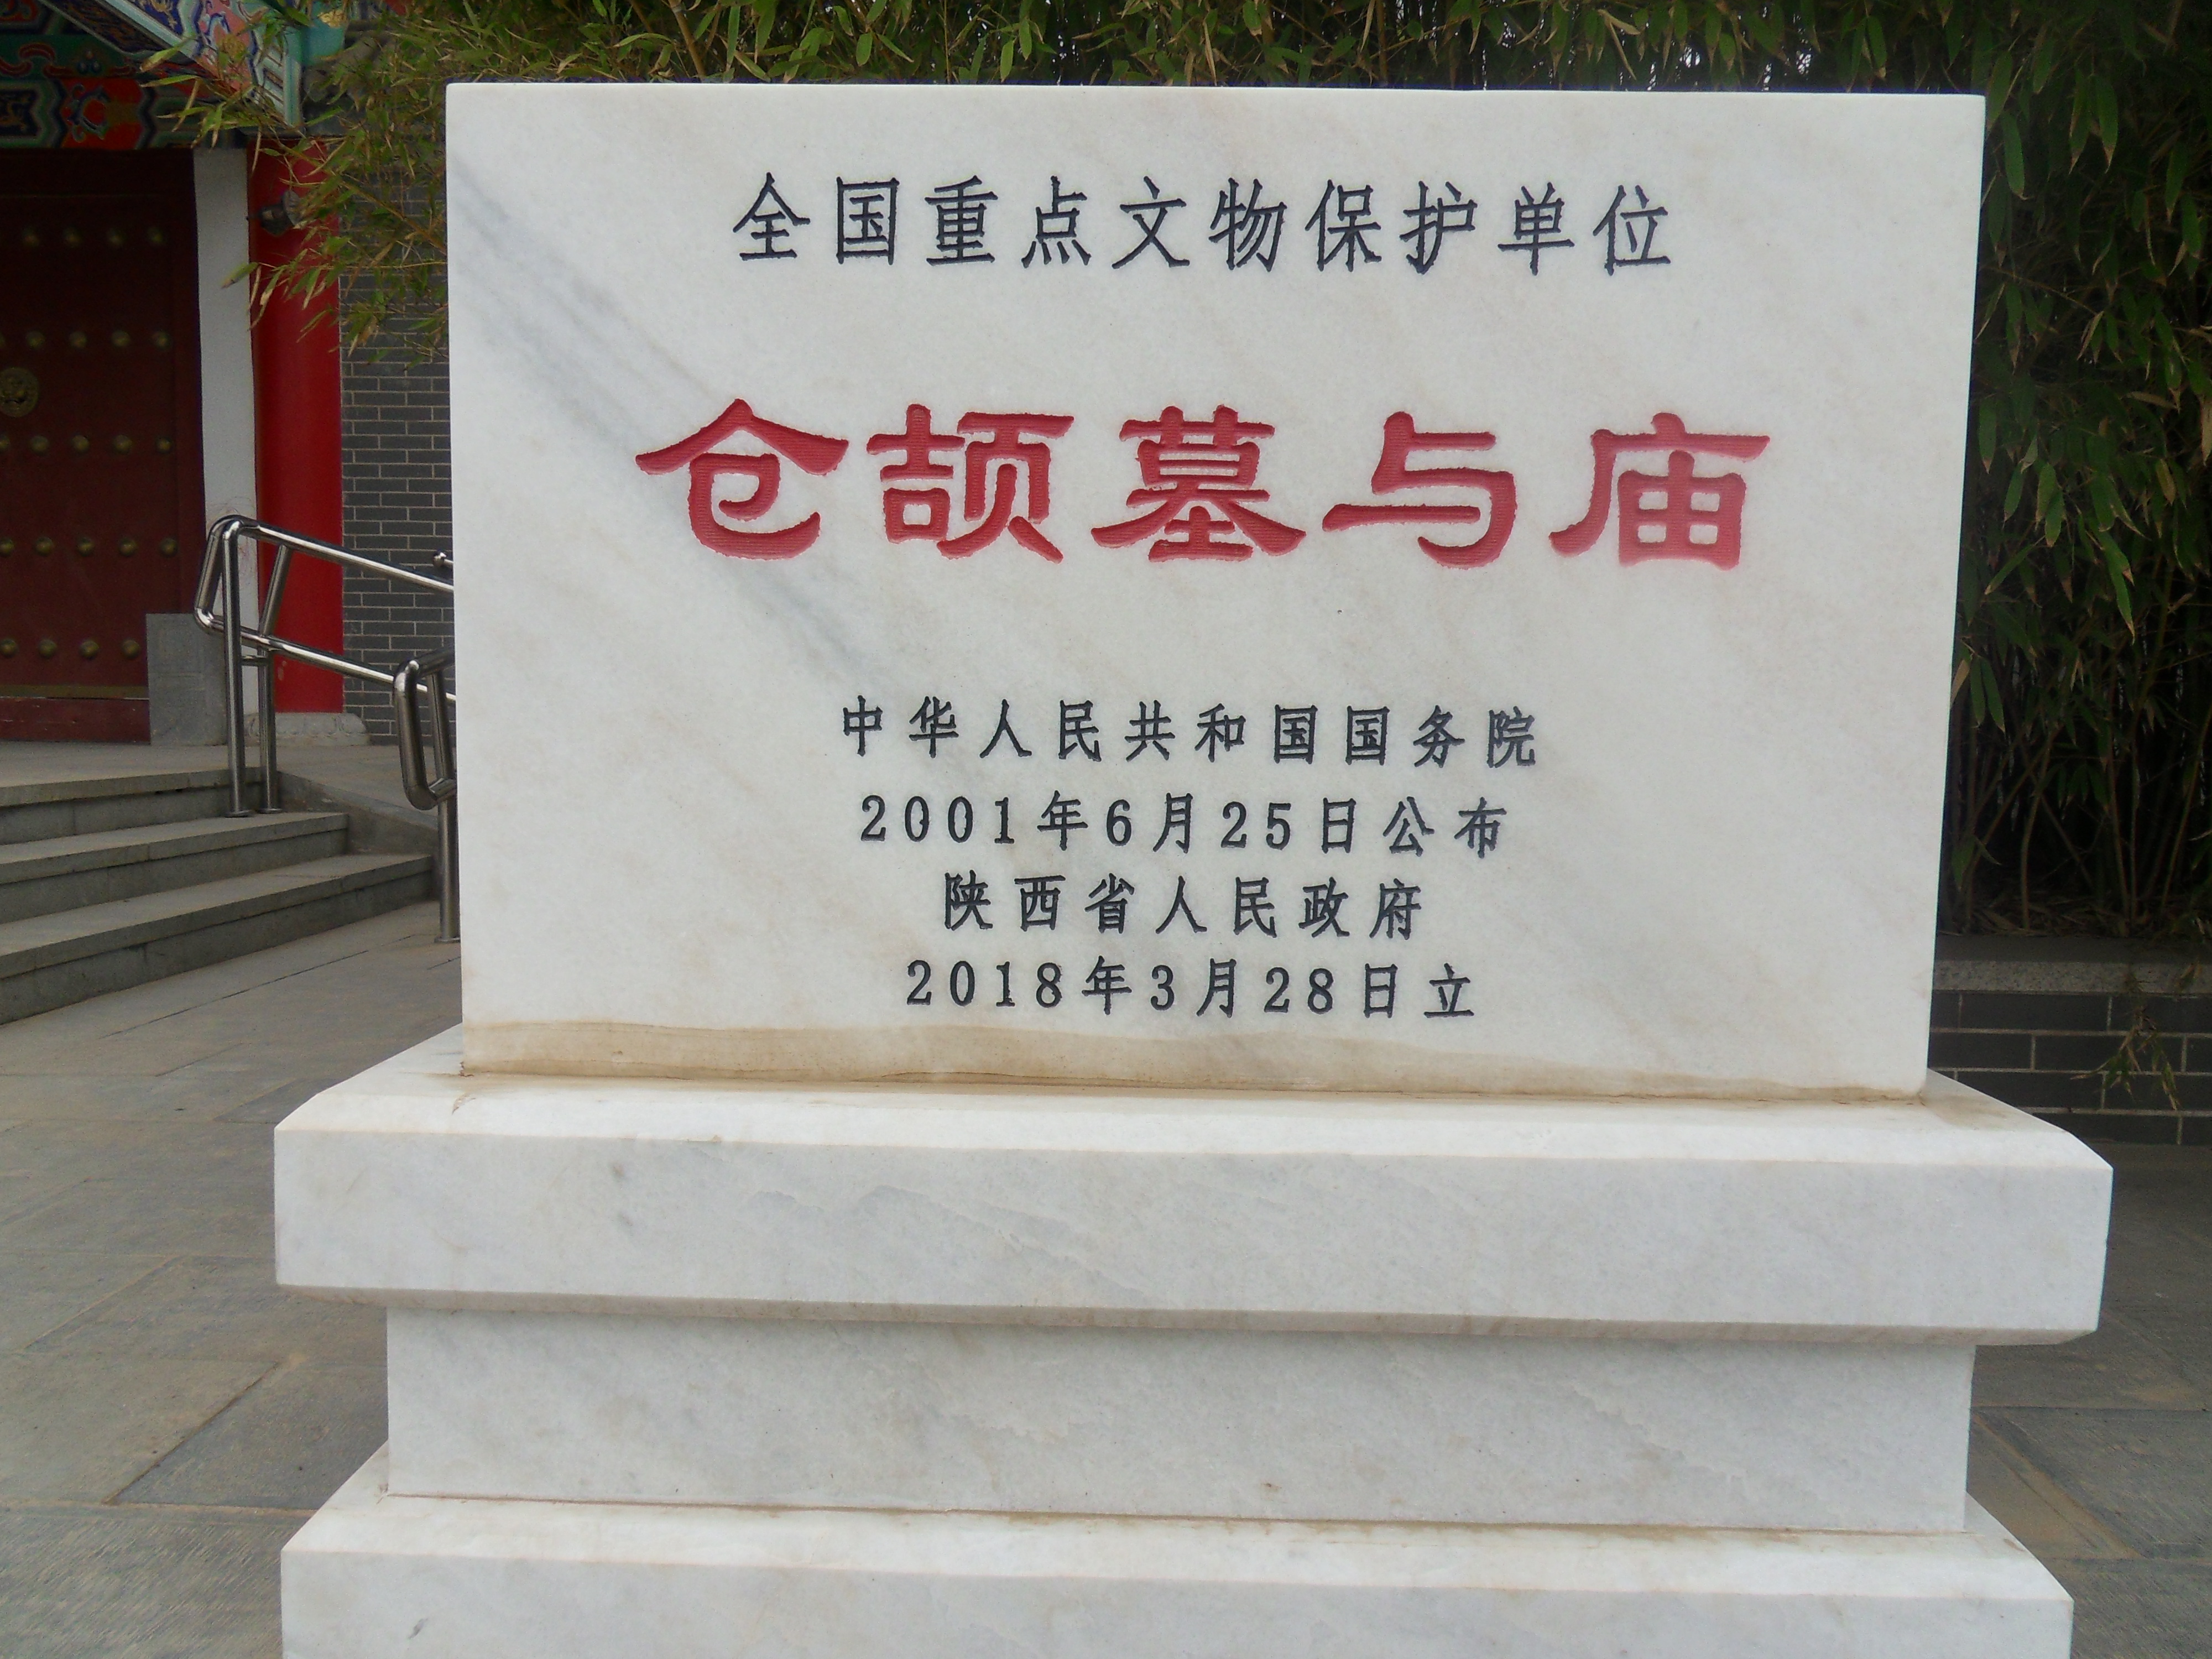 全国重点文物保护单位
仓颉墓与庙
中华人民共和国国务院
2001年6月25日公布
陕西省人民政府
2018年3月28日立